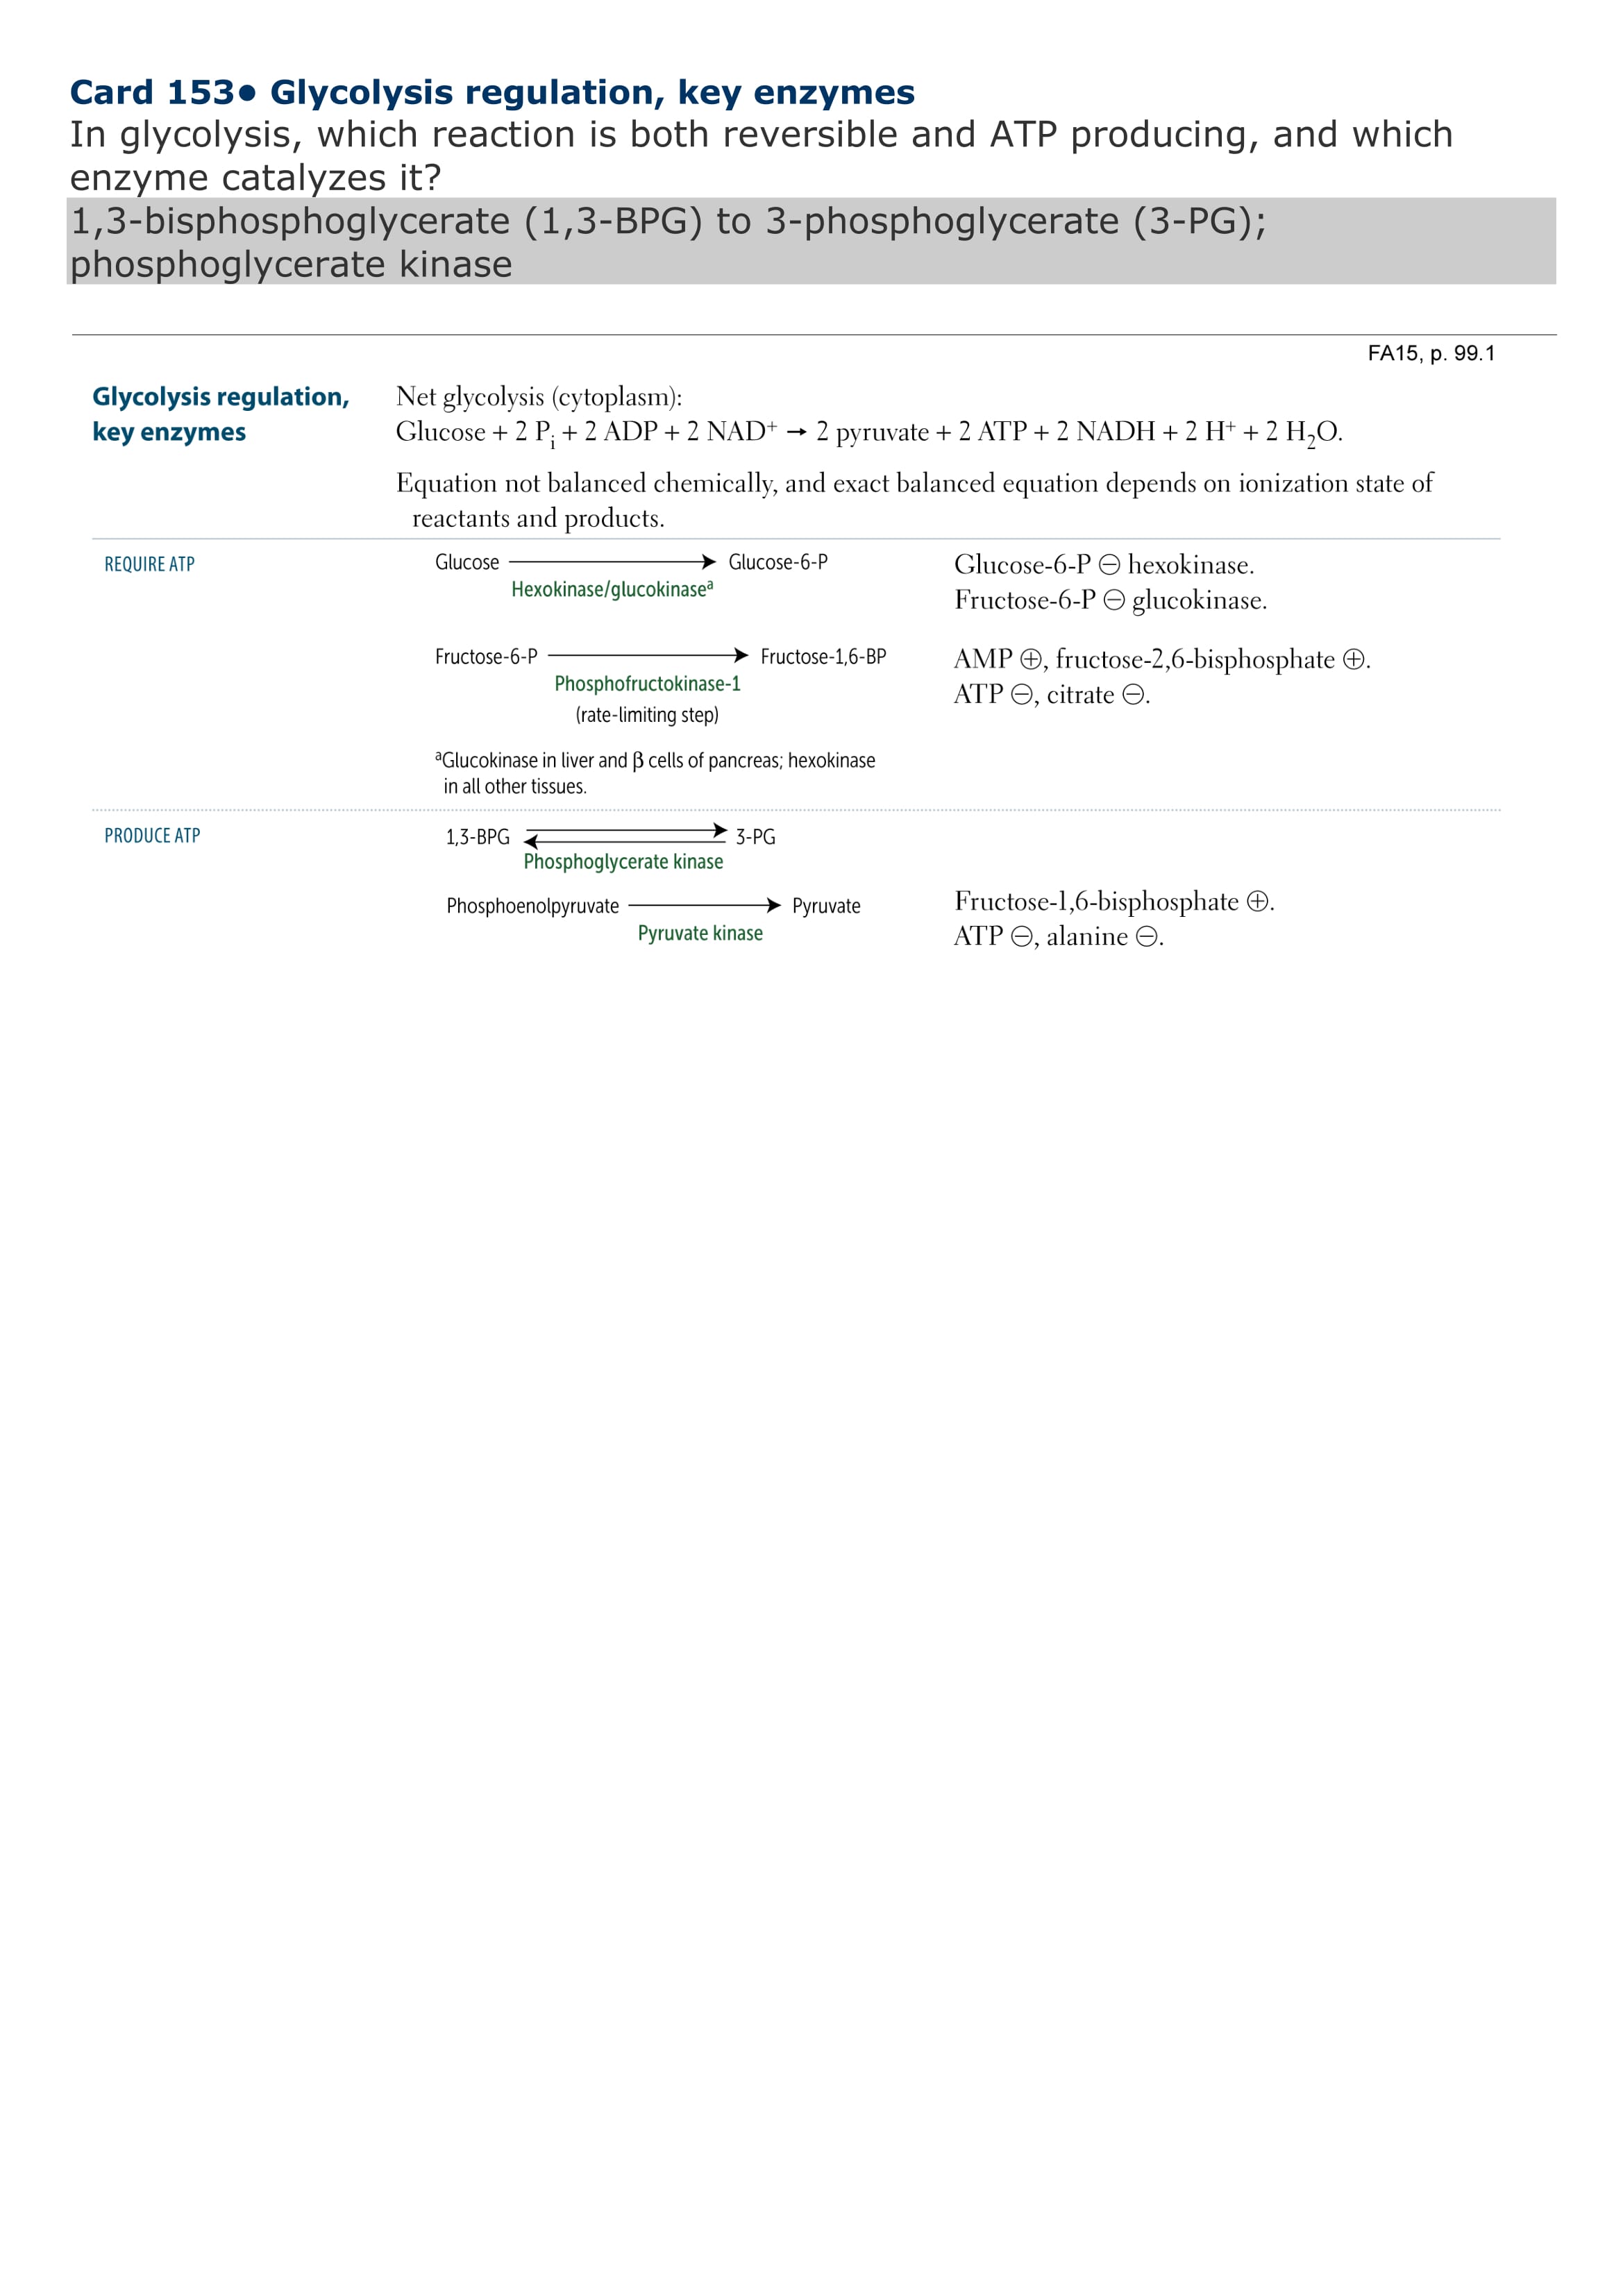 Card 153● Glycolysis regulation, key enzymes
In glycolysis, which reaction is both reversible and ATP producing, and which
enzyme catalyzes it?
1,3-bisphosphoglycerate (1,3-BPG) to 3-phosphoglycerate (3-PG);
phosphoglycerate kinase
FA15, p. 99.1
Glycolysis regulation,
key enzymes
Net glycolysis (cytoplasm):
Glucose + 2 Pi + 2 ADP + 2 NAD⁺ → 2 pyruvate + 2 ATP + 2 NADH + 2 H⁺ + 2 H₂O.
Equation not balanced chemically, and exact balanced equation depends on ionization state of
reactants and products.
REQUIRE ATP
Glucose → Glucose-6-P
Hexokinase/glucokinaseᵃ
Glucose-6-P ⊖ hexokinase.
Fructose-6-P ⊖ glucokinase.
Fructose-6-P → Fructose-1,6-BP
Phosphofructokinase-1
(rate-limiting step)
AMP ⊕, fructose-2,6-bisphosphate ⊕.
ATP ⊖, citrate ⊖.
ᵃGlucokinase in liver and β cells of pancreas; hexokinase
in all other tissues.
PRODUCE ATP
1,3-BPG ⇄ 3-PG
Phosphoglycerate kinase
Phosphoenolpyruvate → Pyruvate
Pyruvate kinase
Fructose-1,6-bisphosphate ⊕.
ATP ⊖, alanine ⊖.